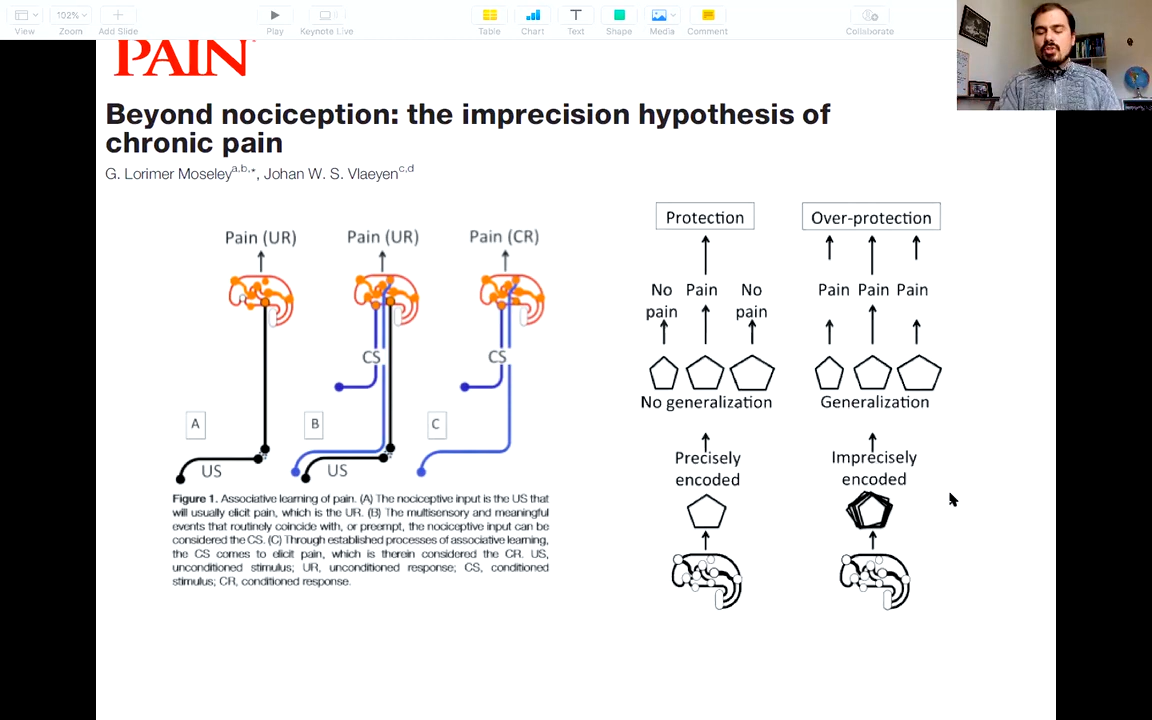 View
102%
Zoom
Add Slide
Play
Keynote Live
Table
Chart
T
Text
Shape
Media
Comment
Collaborate
PAIN
Beyond nociception: the imprecision hypothesis of
chronic pain
G. Lorimer Moseley a,b,*, Johan W. S. Vlaeyen c,d
Pain (UR) Pain (UR) Pain (CR)
CS CS
A B C
US US
Figure 1. Associative learning of pain. (A) The nociceptive input is the US that
will usually elicit pain, which is the UR. (B) The multisensory and meaningful
events that routinely coincide with, or preempt, the nociceptive input can be
considered the CS. (C) Through established processes of associative learning,
the CS comes to elicit pain, which is therein considered the CR. US,
unconditioned stimulus; UR, unconditioned response; CS, conditioned
stimulus; CR, conditioned response.
Protection
No Pain No
pain pain
No generalization
Precisely
encoded
Over-protection
Pain Pain Pain
Generalization
Imprecisely
encoded